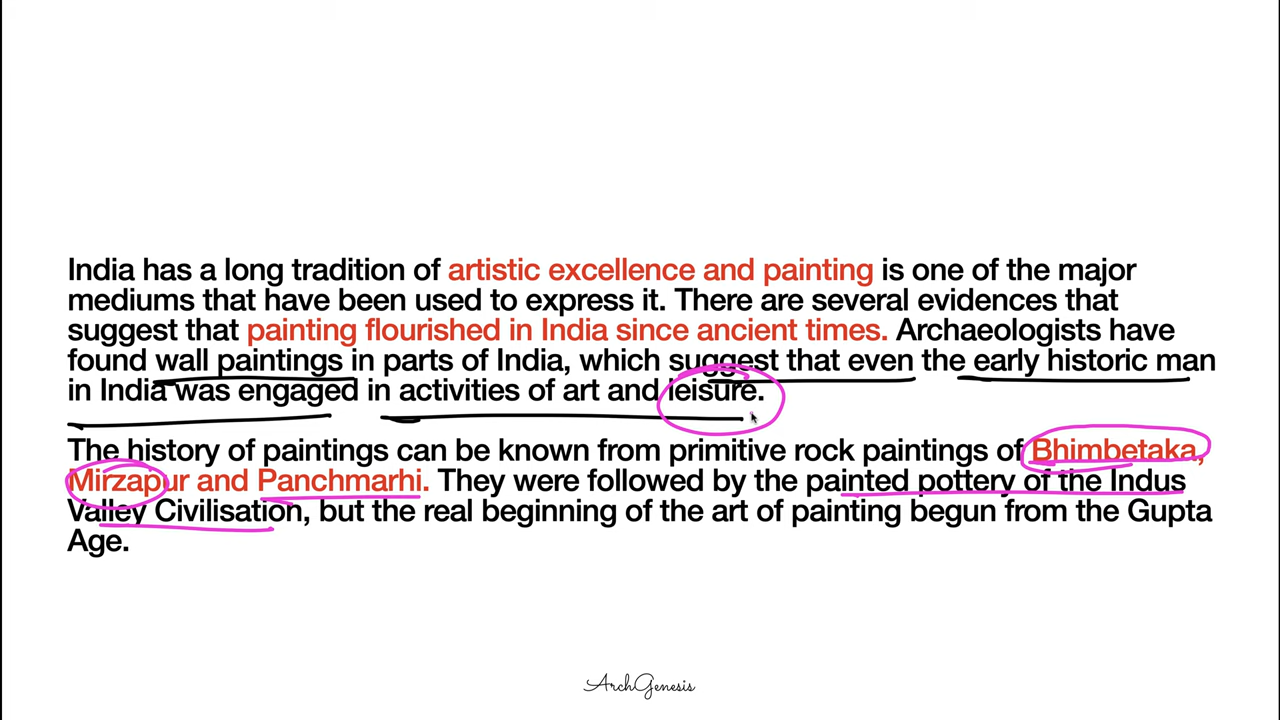 India has a long tradition of artistic excellence and painting is one of the major
mediums that have been used to express it. There are several evidences that
suggest that painting flourished in India since ancient times. Archaeologists have
found wall paintings in parts of India, which suggest that even the early historic man
in India was engaged in activities of art and leisure.
The history of paintings can be known from primitive rock paintings of Bhimbetaka,
Mirzapur and Panchmarhi. They were followed by the painted pottery of the Indus
Valley Civilisation, but the real beginning of the art of painting begun from the Gupta
Age.
ArchGenesis